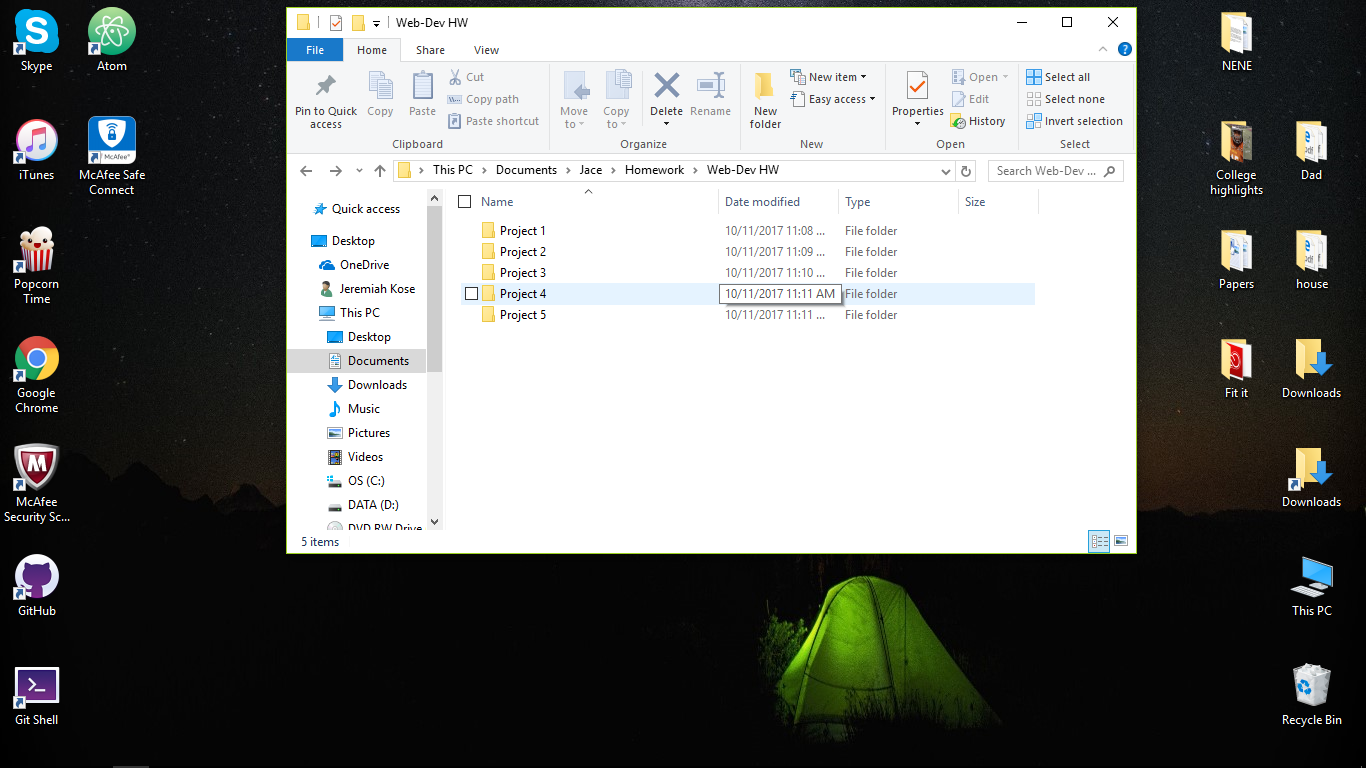 Skype
Atom
iTunes
McAfee Safe
Connect
McAfee®
Popcorn
Time
Google
Chrome
McAfee
Security Sc...
GitHub
Git Shell
Web-Dev HW
File
Home
Share
View
Pin to Quick
access
Copy
Paste
Cut
Copy path
Paste shortcut
Clipboard
Move
to
Copy
to
Delete
Rename
Organize
New
folder
New item
Easy access
New
Properties
Open
Edit
History
Open
Select all
Select none
Invert selection
Select
This PC > Documents > Jace > Homework > Web-Dev HW
Search Web-Dev ...
Quick access
Desktop
OneDrive
Jeremiah Kose
This PC
Desktop
Documents
Downloads
Music
Pictures
Videos
OS (C:)
DATA (D:)
DVD RW Drive
Name Date modified Type Size
Project 1 10/11/2017 11:08 ... File folder
Project 2 10/11/2017 11:09 ... File folder
Project 3 10/11/2017 11:10 ... File folder
Project 4 10/11/2017 11:11 AM File folder
Project 5 10/11/2017 11:11 ... File folder
5 items
NENE
College
highlights
Dad
Papers
house
Fit it
Downloads
Downloads
This PC
Recycle Bin